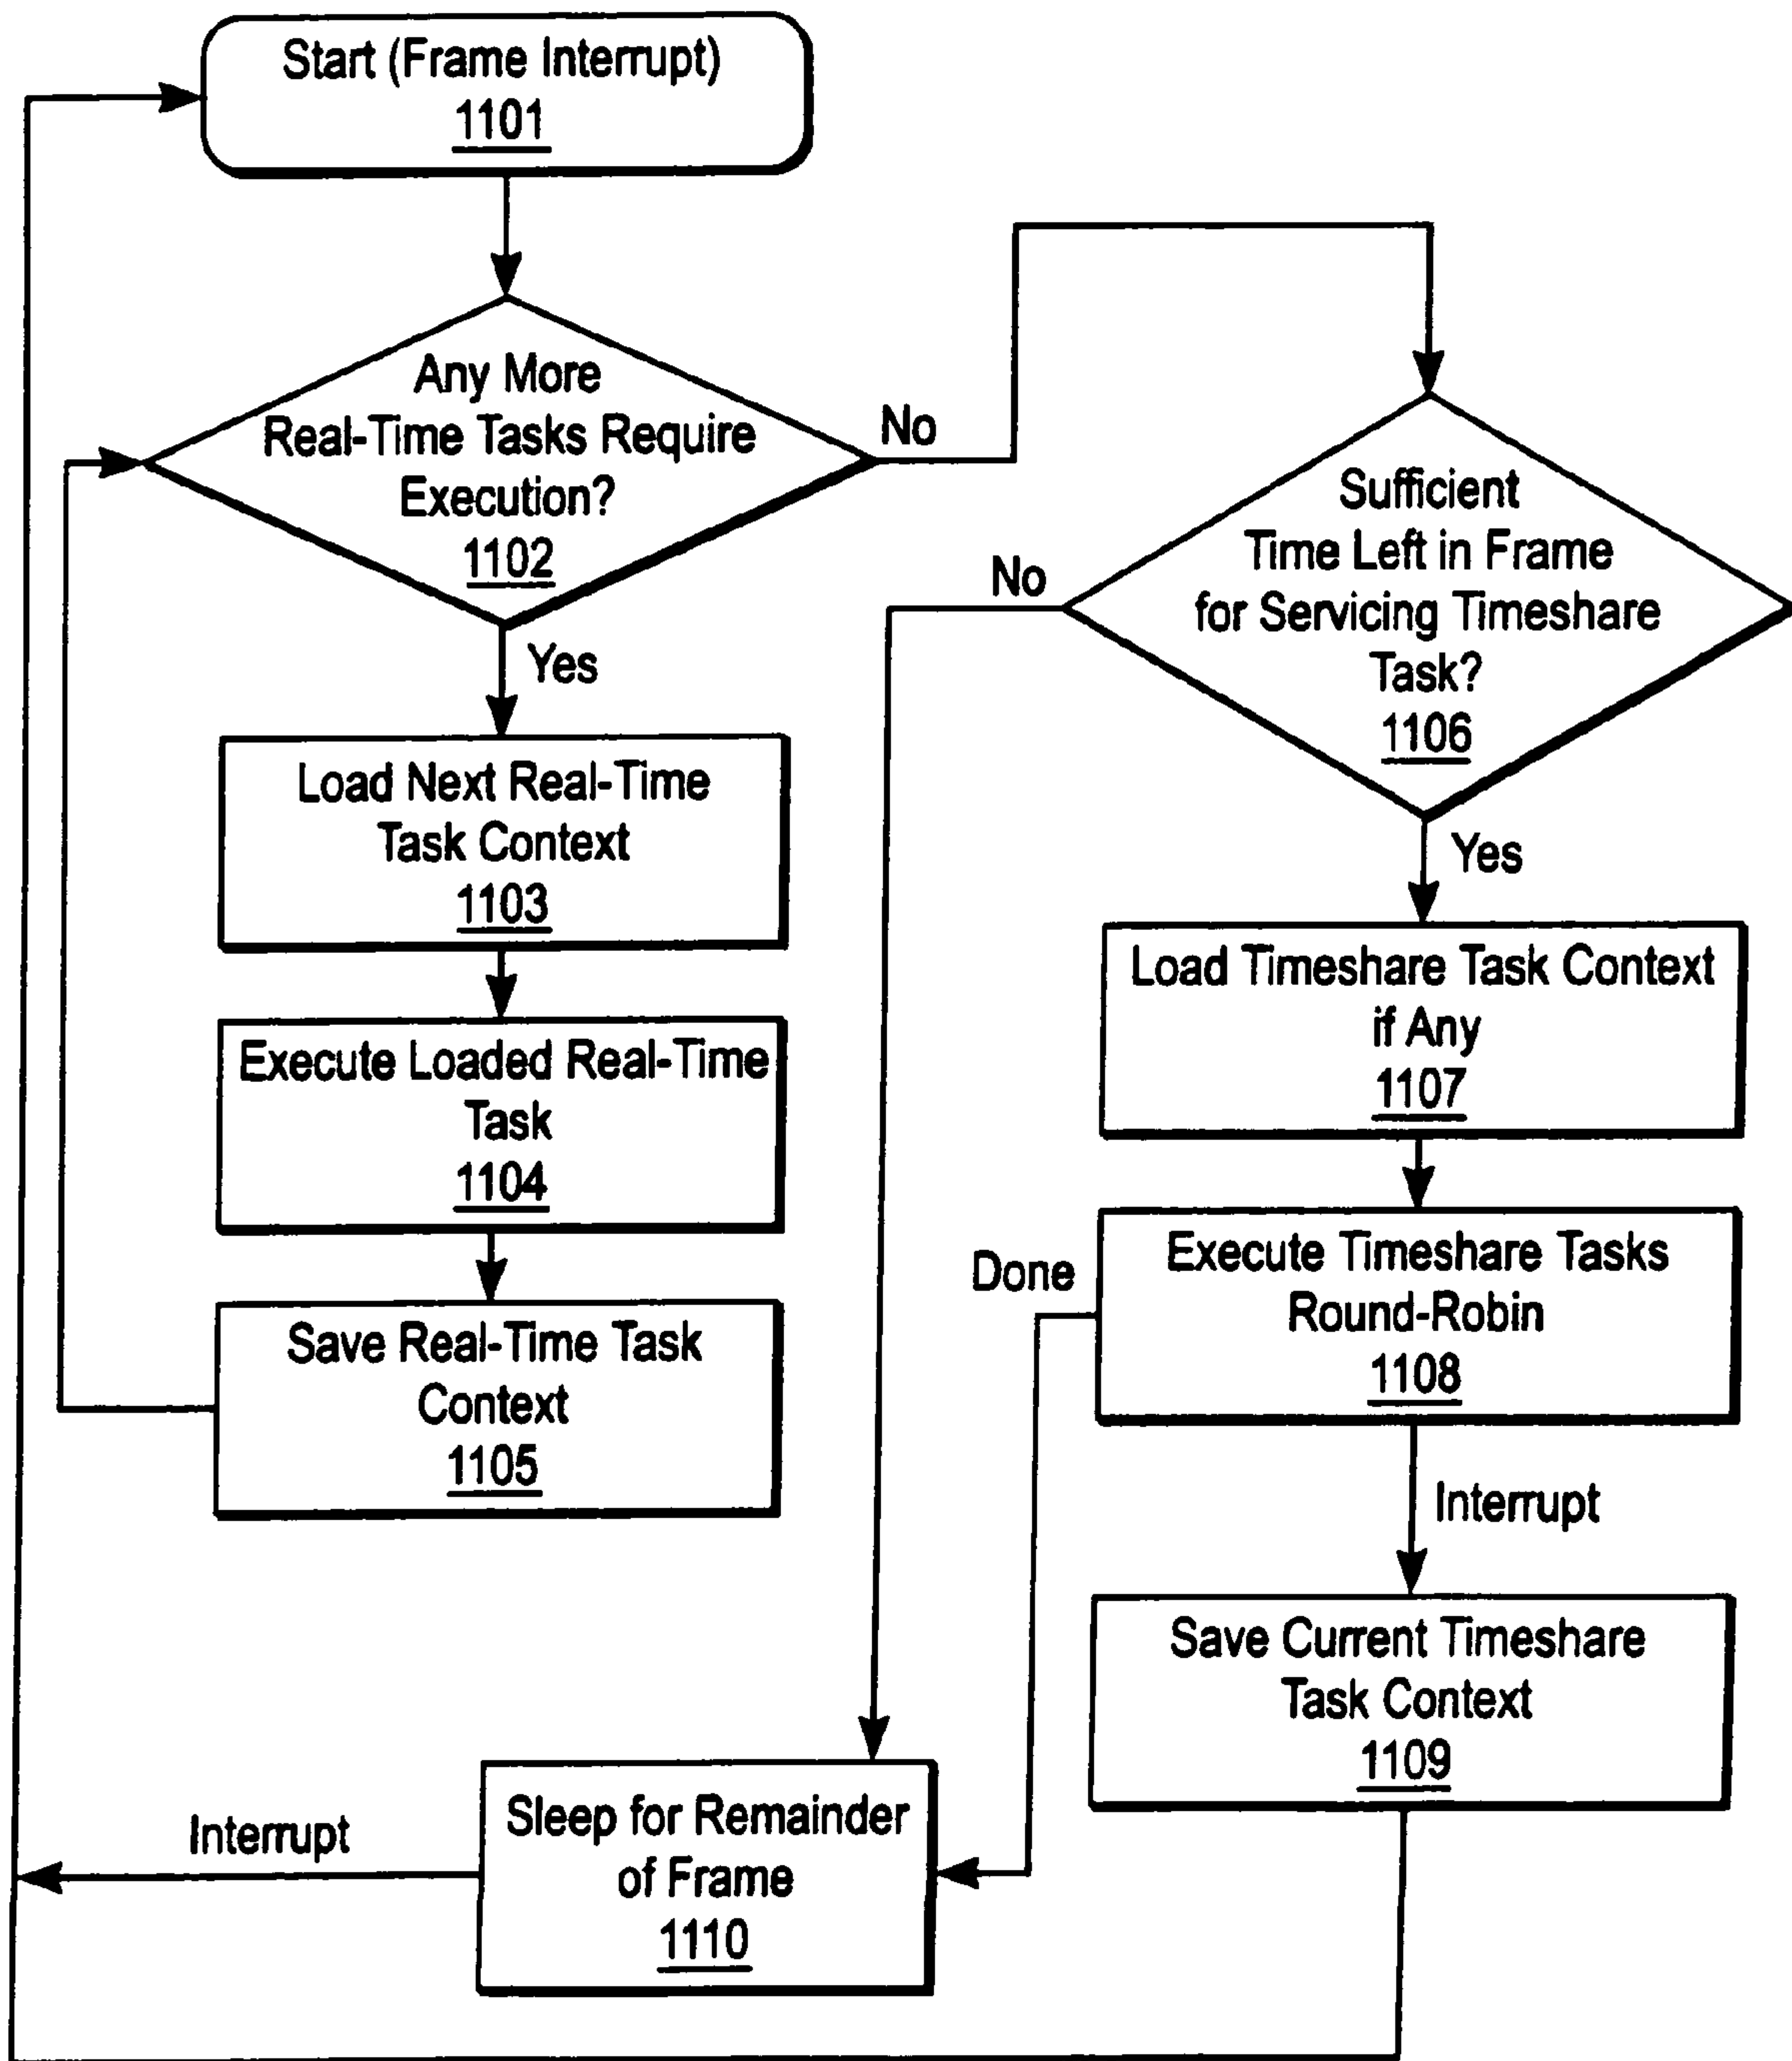 Start (Frame Interrupt)
1101
Any More
Real-Time Tasks Require
Execution?
1102
No
Yes
Load Next Real-Time
Task Context
1103
Execute Loaded Real-Time
Task
1104
Save Real-Time Task
Context
1105
Sufficient
Time Left in Frame
for Servicing Timeshare
Task?
1106
No
Yes
Load Timeshare Task Context
if Any
1107
Execute Timeshare Tasks
Round-Robin
1108
Done
Interrupt
Save Current Timeshare
Task Context
1109
Sleep for Remainder
of Frame
1110
Interrupt